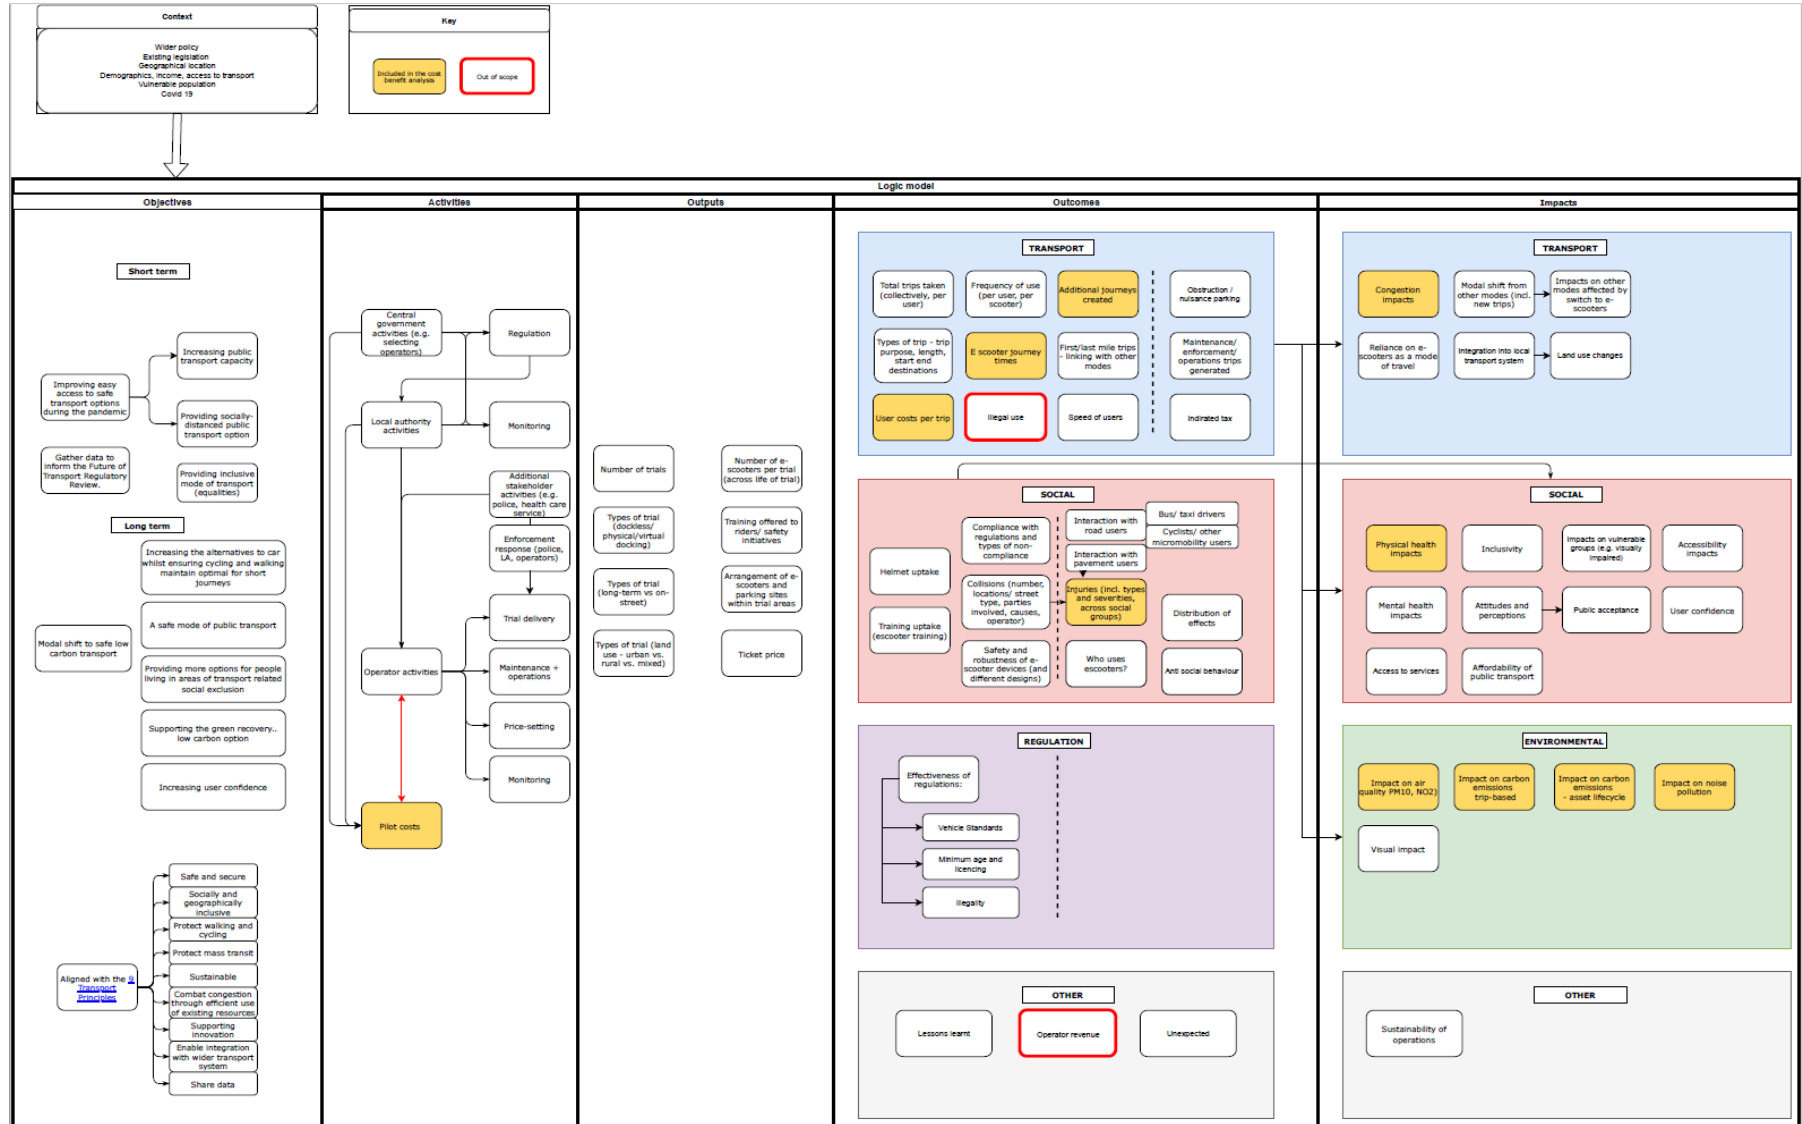 Context
Wider policy
Existing legislation
Geographical location
Demographics, income, access to transport
Vulnerable population
Covid 19
Key
Included in the cost
benefit analysis
Out of scope
Logic model
Objectives
Activities
Outputs
Outcomes
Impacts
Short term
Increasing public
transport capacity
Improving easy
access to safe
transport options
during the pandemic
Providing socially-
distanced public
transport option
Gather data to
inform the Future of
Transport Regulatory
Review.
Providing inclusive
mode of transport
(equalities)
Long term
Increasing the alternatives to car
whilst ensuring cycling and walking
maintain optimal for short
journeys
A safe mode of public transport
Modal shift to safe low
carbon transport
Providing more options for people
living in areas of transport related
social exclusion
Supporting the green recovery..
low carbon option
Increasing user confidence
Aligned with the 9
Transport
Principles
Safe and secure
Socially and
geographically
inclusive
Protect walking and
cycling
Protect mass transit
Sustainable
Combat congestion
through efficient use
of existing resources
Supporting
innovation
Enable integration
with wider transport
system
Share data
Central
government
activities (e.g.
selecting
operators)
Regulation
Local authority
activities
Monitoring
Additional
stakeholder
activities (e.g.
police, health care
service)
Enforcement
response (police,
LA, operators)
Trial delivery
Operator activities
Maintenance +
operations
Price-setting
Monitoring
Pilot costs
Number of trials
Number of e-
scooters per trial
(across life of trial)
Types of trial
(dockless/
physical/virtual
docking)
Training offered to
riders/ safety
initiatives
Types of trial
(long-term vs on-
street)
Arrangement of e-
scooters and
parking sites
within trial areas
Types of trial (land
use - urban vs.
rural vs. mixed)
Ticket price
TRANSPORT
Total trips taken
(collectively, per
user)
Frequency of use
(per user, per
scooter)
Additional journeys
created
Obstruction /
nuisance parking
Types of trip - trip
purpose, length,
start end
destinations
E scooter journey
times
First/last mile trips
- linking with other
modes
Maintenance/
enforcement/
operations trips
generated
User costs per trip
Illegal use
Speed of users
Indirated tax
SOCIAL
Helmet uptake
Training uptake
(escooter training)
Compliance with
regulations and
types of non-
compliance
Collisions (number,
locations/ street
type, parties
involved, causes,
operator)
Safety and
robustness of e-
scooter devices (and
different designs)
Interaction with
road users
Bus/ taxi drivers
Cyclists/ other
micromobility users
Interaction with
pavement users
Injuries (incl. types
and severities,
across social
groups)
Who uses
escooters?
Distribution of
effects
Anti social behaviour
REGULATION
Effectiveness of
regulations:
Vehicle Standards
Minimum age and
licencing
Illegality
OTHER
Lessons learnt
Operator revenue
Unexpected
TRANSPORT
Congestion
impacts
Modal shift from
other modes (incl.
new trips)
Impacts on other
modes affected by
switch to e-
scooters
Reliance on e-
scooters as a mode
of travel
Integration into local
transport system
Land use changes
SOCIAL
Physical health
impacts
Inclusivity
Impacts on vulnerable
groups (e.g. visually
impaired)
Accessibility
impacts
Mental health
impacts
Attitudes and
perceptions
Public acceptance
User confidence
Access to services
Affordability of
public transport
ENVIRONMENTAL
Impact on air
quality PM10, NO2)
Impact on carbon
emissions
trip-based
Impact on carbon
emissions
- asset lifecycle
Impact on noise
pollution
Visual impact
OTHER
Sustainability of
operations